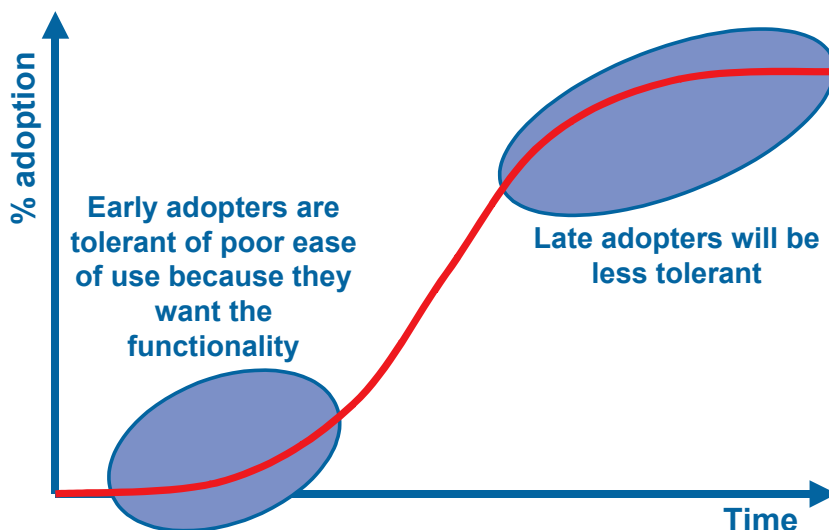 % adoption
Early adopters are
tolerant of poor ease
of use because they
want the
functionality
Late adopters will be
less tolerant
Time